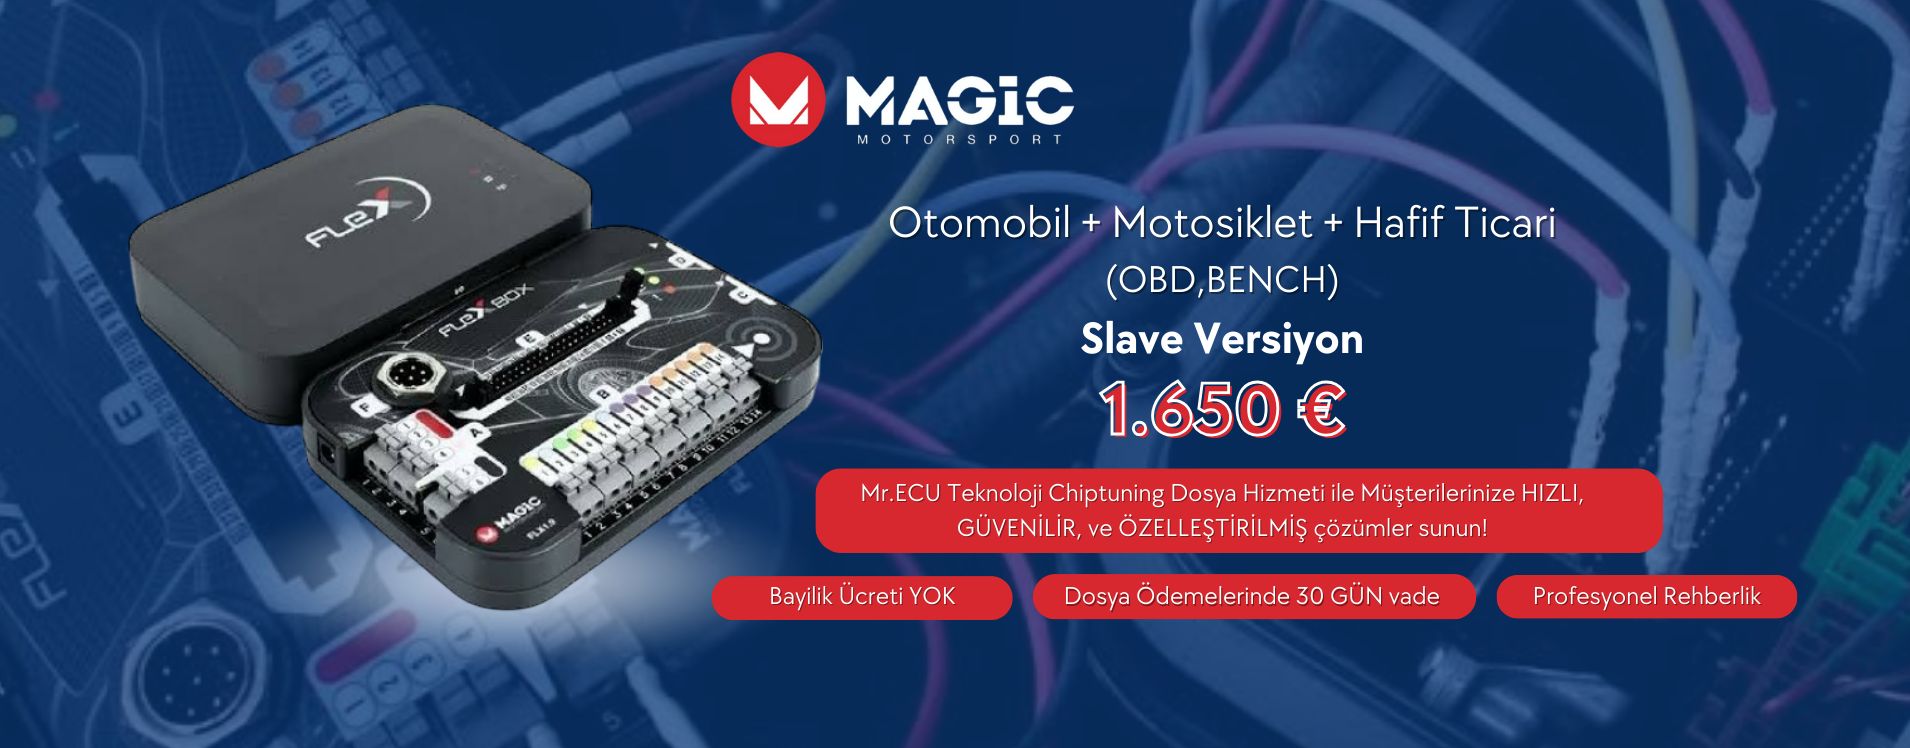 MAGIC
MOTORSPORT
FLEX
Otomobil + Motosiklet + Hafif Ticari
(OBD,BENCH)
Slave Versiyon
1.650 €
FLEX BOX
MAGIC
FLX1.9
Mr.ECU Teknoloji Chiptuning Dosya Hizmeti ile Müşterilerinize HIZLI,
GÜVENİLİR, ve ÖZELLEŞTİRİLMİŞ çözümler sunun!
Bayilik Ücreti YOK
Dosya Ödemelerinde 30 GÜN vade
Profesyonel Rehberlik